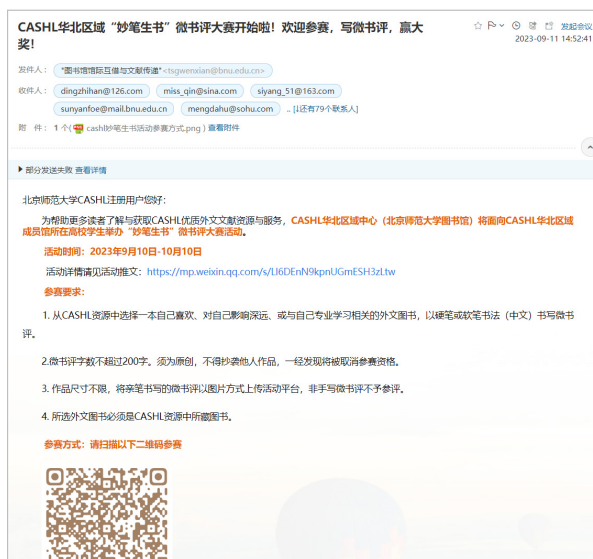 CASHL华北区域“妙笔生书”微书评大赛开始啦！欢迎参赛，写微书评，赢大
奖！
发起会议
2023-09-11 14:52:41
发件人： "图书馆馆际互借与文献传递"<tsgwenxian@bnu.edu.cn>
收件人： dingzhihan@126.com miss_qin@sina.com siyang_51@163.com
sunyanfoe@mail.bnu.edu.cn mengdahu@sohu.com .. [↓还有79个联系人]
附 件： 1 个( cashl妙笔生书活动参赛方式.png ) 查看附件
部分发送失败 查看详情
北京师范大学CASHL注册用户您好：
为帮助更多读者了解与获取CASHL优质外文文献资源与服务，CASHL华北区域中心（北京师范大学图书馆）将面向CASHL华北区域
成员馆所在高校学生举办“妙笔生书”微书评大赛活动。
活动时间：2023年9月10日-10月10日
活动详情请见活动推文：https://mp.weixin.qq.com/s/LI6DEnN9kpnUGmESH3zLtw
参赛要求：
1. 从CASHL资源中选择一本自己喜欢、对自己影响深远、或与自己专业学习相关的外文图书，以硬笔或软笔书法（中文）书写微书
评。
2.微书评字数不超过200字。须为原创，不得抄袭他人作品，一经发现将被取消参赛资格。
3. 作品尺寸不限，将亲笔书写的微书评以图片方式上传活动平台，非手写微书评不予参评。
4. 所选外文图书必须是CASHL资源中所藏图书。
参赛方式：请扫描以下二维码参赛